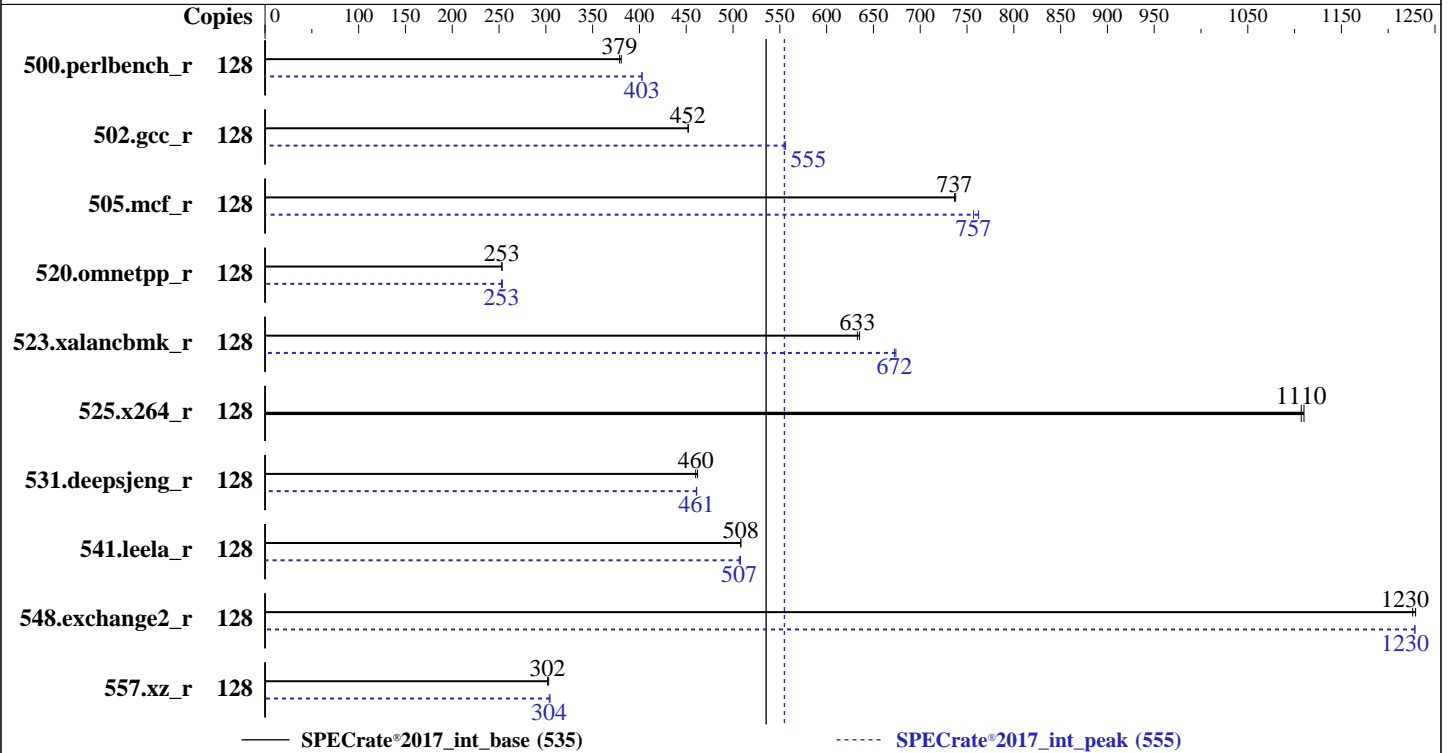 Copies 0 100 150 200 250 300 350 400 450 500 550 600 650 700 750 800 850 900 950 1050 1150 1250
500.perlbench_r 128 379
403
502.gcc_r 128 452
555
505.mcf_r 128 737
757
520.omnetpp_r 128 253
253
523.xalancbmk_r 128 633
672
525.x264_r 128 1110
531.deepsjeng_r 128 460
461
541.leela_r 128 508
507
548.exchange2_r 128 1230
1230
557.xz_r 128 302
304
SPECrate®2017_int_base (535) SPECrate®2017_int_peak (555)